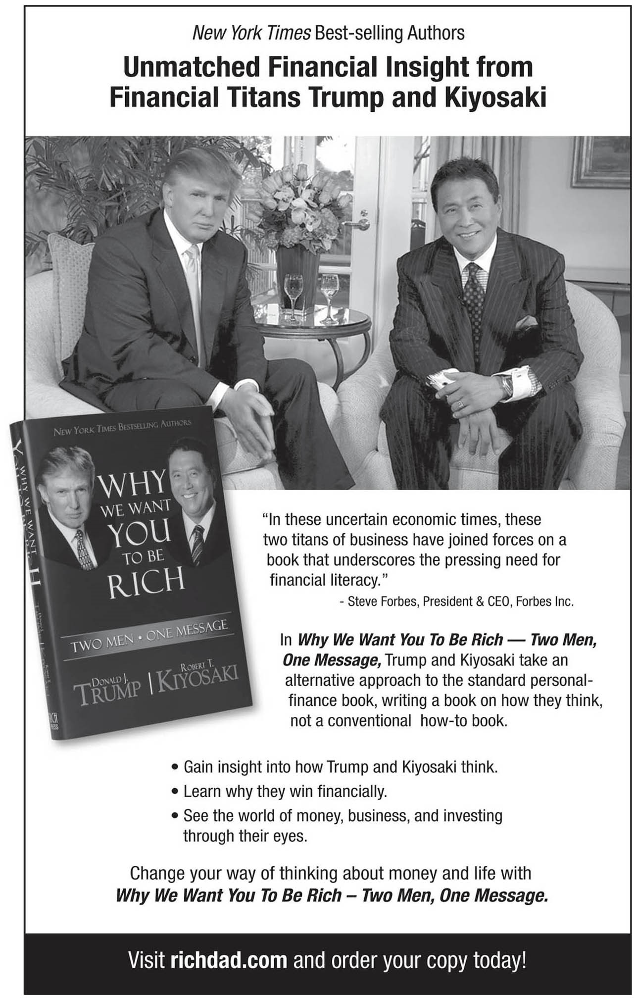 New York Times Best-selling Authors
Unmatched Financial Insight from
Financial Titans Trump and Kiyosaki
NEW YORK TIMES BESTSELLING AUTHORS
WHY
WE WANT
YOU
TO BE
RICH
TWO MEN • ONE MESSAGE
DONALD J.
TRUMP
ROBERT T.
KIYOSAKI
WHY WE WANT
“In these uncertain economic times, these
two titans of business have joined forces on a
book that underscores the pressing need for
financial literacy.”
- Steve Forbes, President & CEO, Forbes Inc.
In Why We Want You To Be Rich — Two Men,
One Message, Trump and Kiyosaki take an
alternative approach to the standard personal-
finance book, writing a book on how they think,
not a conventional how-to book.
• Gain insight into how Trump and Kiyosaki think.
• Learn why they win financially.
• See the world of money, business, and investing
through their eyes.
Change your way of thinking about money and life with
Why We Want You To Be Rich – Two Men, One Message.
Visit richdad.com and order your copy today!